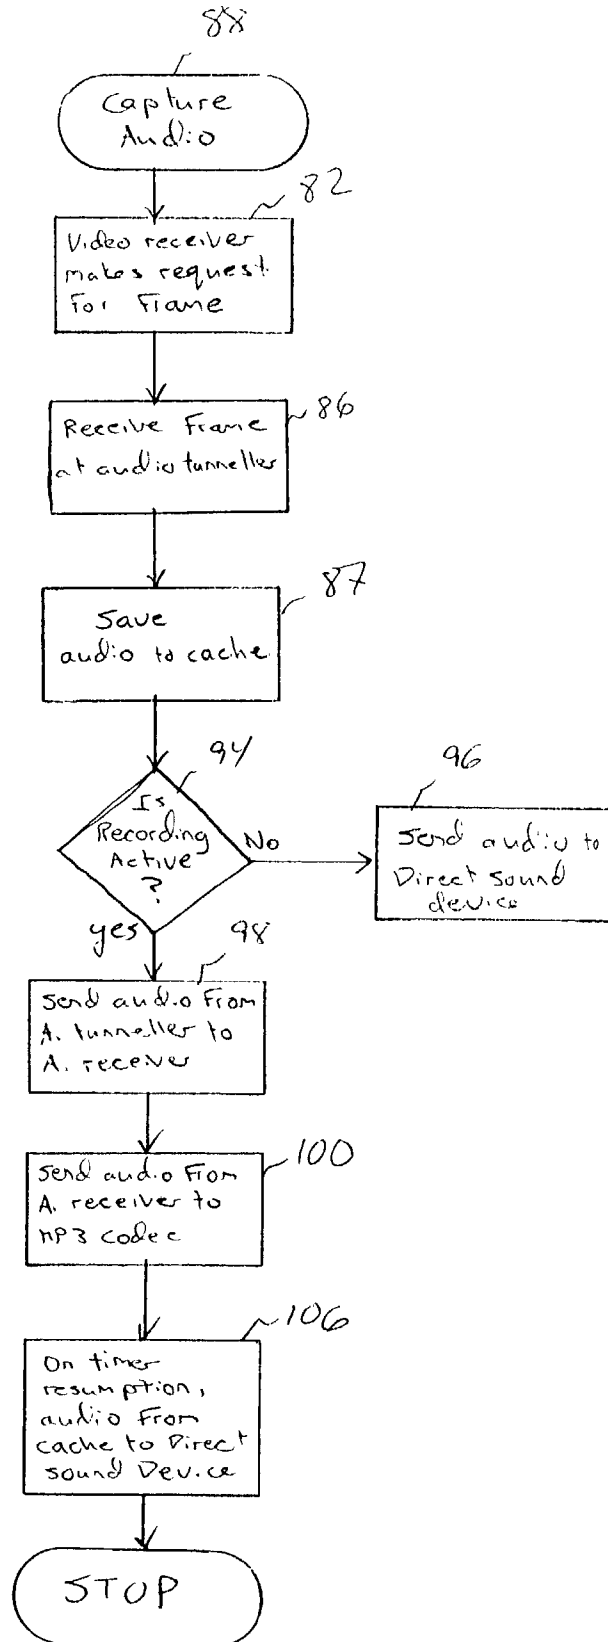 88
Capture
Audio
82
Video receiver
makes request
For Frame
86
Receive Frame
at audio tunneller
87
Save
audio to cache
94
Is
Recording
Active
?
No
96
Send audio to
Direct sound
device
yes
98
Send audio From
A. tunneller to
A. receiver
100
Send audio From
A. receiver to
MP3 codec
106
On timer
resumption,
audio From
cache to Direct
sound Device
STOP